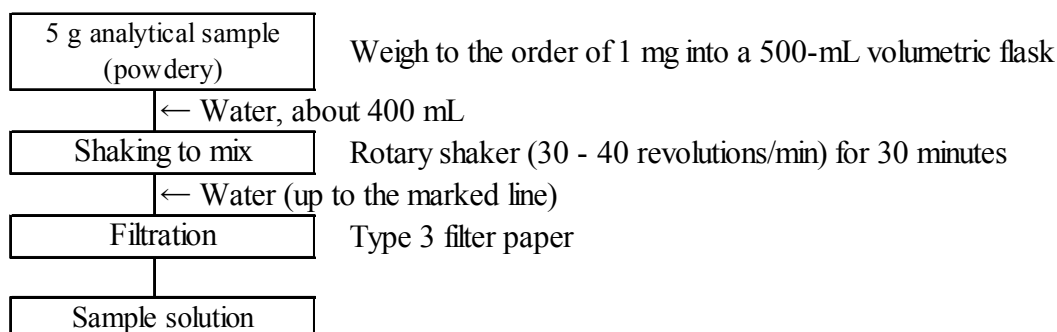 5 g analytical sample
(powdery)
Weigh to the order of 1 mg into a 500-mL volumetric flask
← Water, about 400 mL
Shaking to mix
Rotary shaker (30 - 40 revolutions/min) for 30 minutes
← Water (up to the marked line)
Filtration
Type 3 filter paper
Sample solution